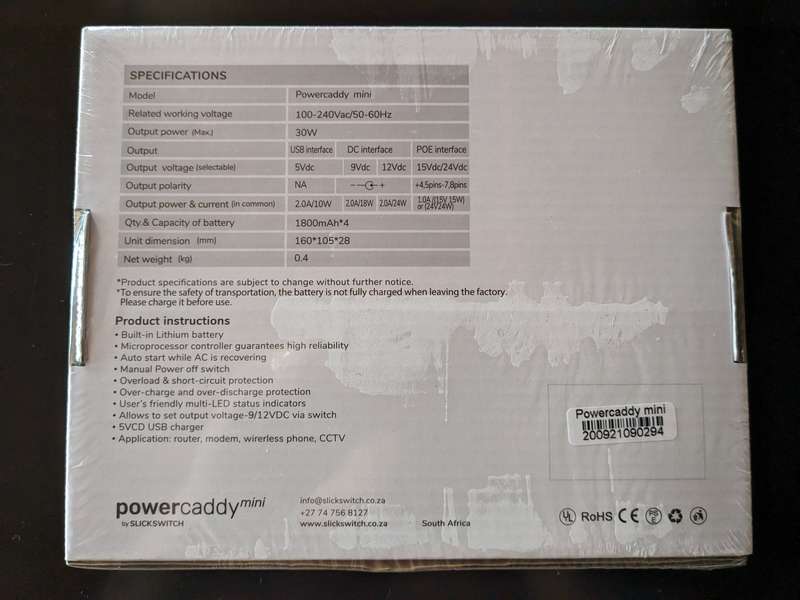 SPECIFICATIONS
Model Powercaddy mini
Related working voltage 100-240Vac/50-60Hz
Output power (Max.) 30W
Output USB interface DC interface POE interface
Output voltage (selectable) 5Vdc 9Vdc 12Vdc 15Vdc/24Vdc
Output polarity NA - + +4,5pins-7,8pins
Output power & current (in common) 2.0A/10W 2.0A/18W 2.0A/24W 1.0A /(15V 15W)
or (24V24W)
Qty.& Capacity of battery 1800mAh*4
Unit dimension (mm) 160*105*28
Net weight (kg) 0.4
*Product specifications are subject to change without further notice.
*To ensure the safety of transportation, the battery is not fully charged when leaving the factory.
Please charge it before use.
Product instructions
• Built-in Lithium battery
• Microprocessor controller guarantees high reliability
• Auto start while AC is recovering
• Manual Power off switch
• Overload & short-circuit protection
• Over-charge and over-discharge protection
• User's friendly multi-LED status indicators
• Allows to set output voltage-9/12VDC via switch
• 5VCD USB charger
• Application: router, modem, wirerless phone, CCTV
Powercaddy mini
200921090294
powercaddy mini
by SLICKSWITCH
info@slickswitch.co.za
+27 74 756 8127
www.slickswitch.co.za South Africa
UL RoHS CE PSE